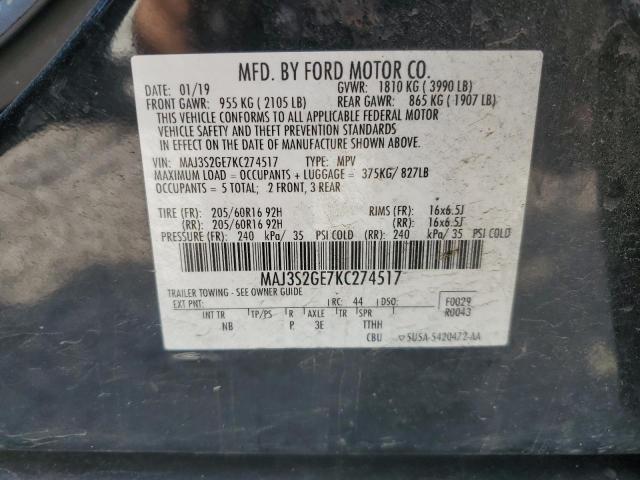 MFD. BY FORD MOTOR CO.
DATE: 01/19 GVWR: 1810 KG ( 3990 LB)
FRONT GAWR: 955 KG ( 2105 LB) REAR GAWR: 865 KG ( 1907 LB)
THIS VEHICLE CONFORMS TO ALL APPLICABLE FEDERAL MOTOR
VEHICLE SAFETY AND THEFT PREVENTION STANDARDS
IN EFFECT ON THE DATE OF MANUFACTURE SHOWN ABOVE.
VIN: MAJ3S2GE7KC274517 TYPE: MPV
MAXIMUM LOAD = OCCUPANTS + LUGGAGE = 375KG/ 827LB
OCCUPANTS = 5 TOTAL; 2 FRONT, 3 REAR
TIRE (FR): 205/60R16 92H RIMS (FR): 16x6.5J
(RR): 205/60R16 92H (RR): 16x6.5J
PRESSURE (FR): 240 kPa/ 35 PSI COLD (RR): 240 kPa/ 35 PSI COLD
MAJ3S2GE7KC274517
TRAILER TOWING - SEE OWNER GUIDE
EXT PNT: RC: 44 DSO: F0029
INT TR TP/PS R AXLE TR SPR R0043
NB P 3E TTHH
CBU 5U5A-5420472-AA